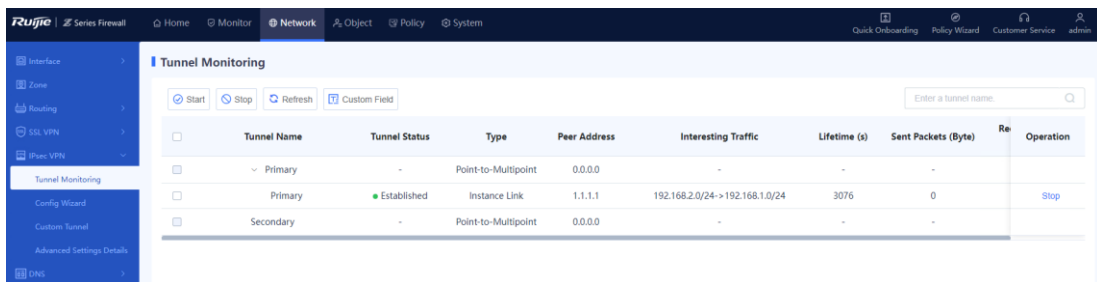 Ruijie | Z Series Firewall
Home Monitor Network Object Policy System
Quick Onboarding Policy Wizard Customer Service admin
Interface
Zone
Routing
SSL VPN
IPsec VPN
Tunnel Monitoring
Config Wizard
Custom Tunnel
Advanced Settings Details
DNS
Tunnel Monitoring
Start Stop Refresh Custom Field
Enter a tunnel name.
Tunnel Name Tunnel Status Type Peer Address Interesting Traffic Lifetime (s) Sent Packets (Byte) Re Operation
Primary - Point-to-Multipoint 0.0.0.0 - - -
Primary Established Instance Link 1.1.1.1 192.168.2.0/24->192.168.1.0/24 3076 0 Stop
Secondary - Point-to-Multipoint 0.0.0.0 - - -